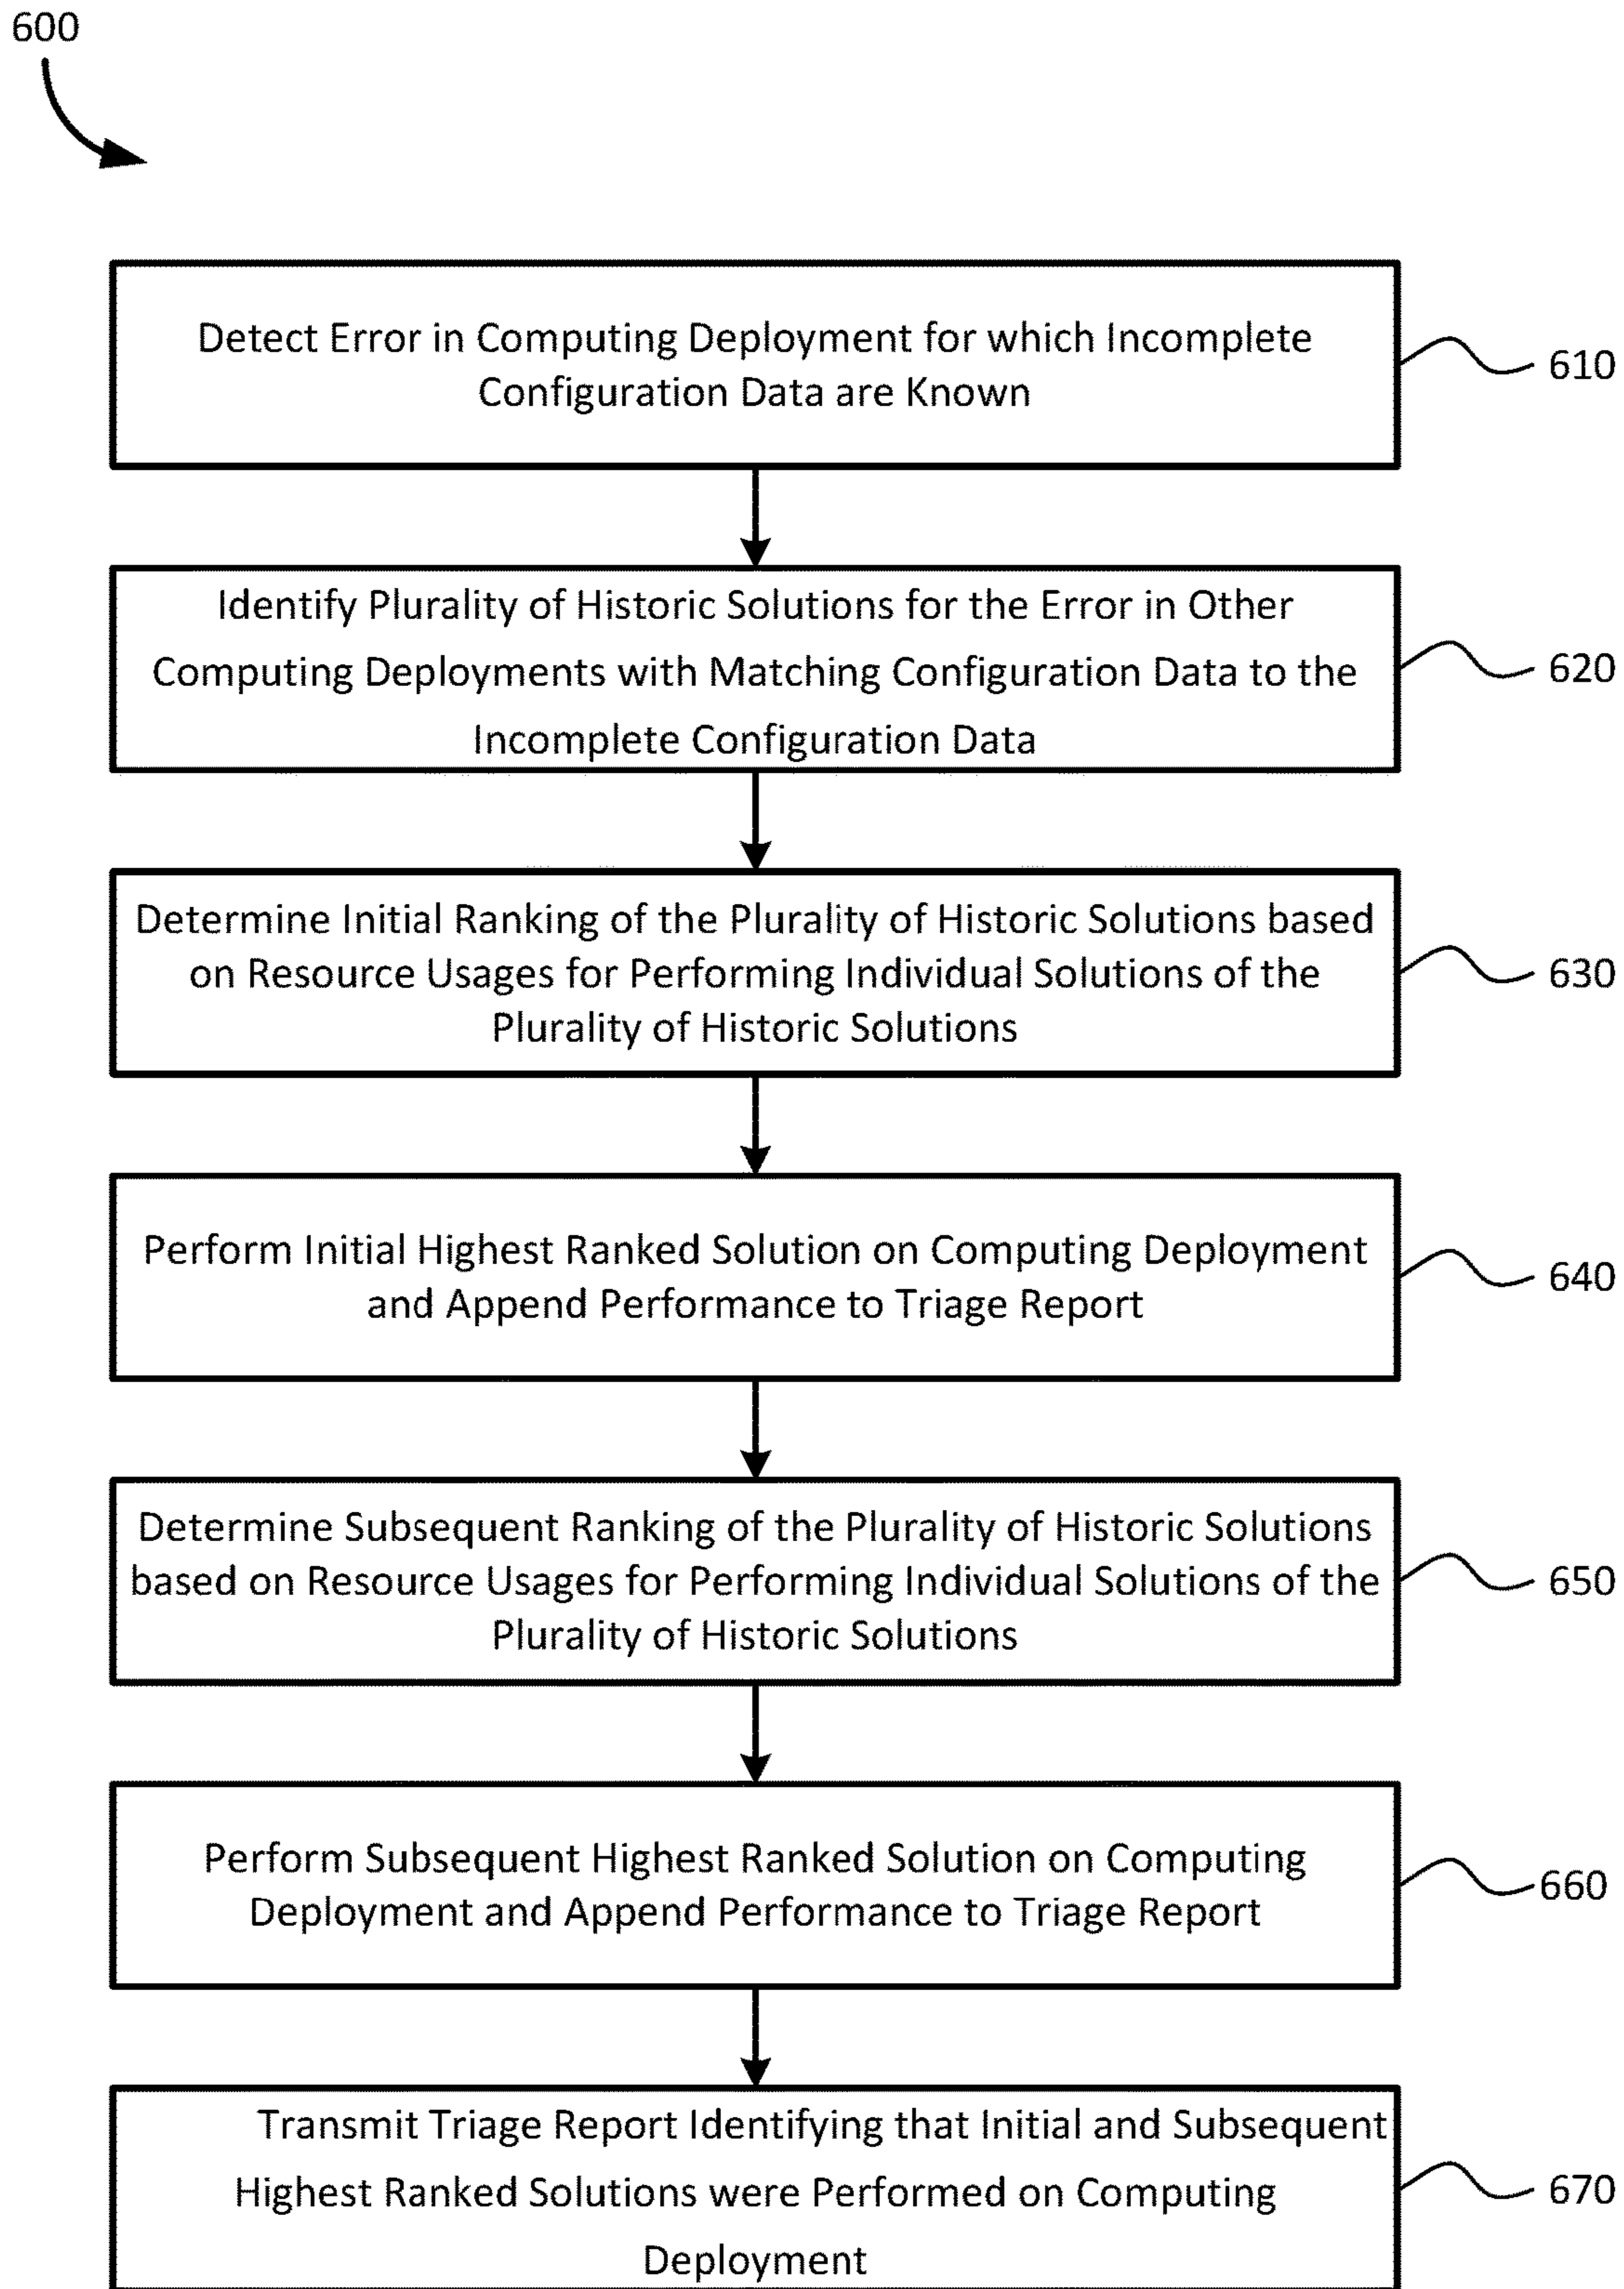 600
Detect Error in Computing Deployment for which Incomplete
Configuration Data are Known
610
Identify Plurality of Historic Solutions for the Error in Other
Computing Deployments with Matching Configuration Data to the
Incomplete Configuration Data
620
Determine Initial Ranking of the Plurality of Historic Solutions based
on Resource Usages for Performing Individual Solutions of the
Plurality of Historic Solutions
630
Perform Initial Highest Ranked Solution on Computing Deployment
and Append Performance to Triage Report
640
Determine Subsequent Ranking of the Plurality of Historic Solutions
based on Resource Usages for Performing Individual Solutions of the
Plurality of Historic Solutions
650
Perform Subsequent Highest Ranked Solution on Computing
Deployment and Append Performance to Triage Report
660
Transmit Triage Report Identifying that Initial and Subsequent
Highest Ranked Solutions were Performed on Computing
Deployment
670